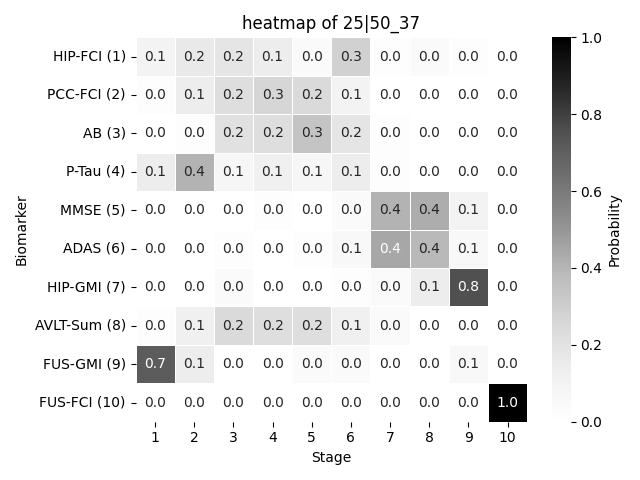 heatmap of 25|50_37
HIP-FCI (1) 0.1 0.2 0.2 0.1 0.0 0.3 0.0 0.0 0.0 0.0
PCC-FCI (2) 0.0 0.1 0.2 0.3 0.2 0.1 0.0 0.0 0.0 0.0
AB (3) 0.0 0.0 0.2 0.2 0.3 0.2 0.0 0.0 0.0 0.0
P-Tau (4) 0.1 0.4 0.1 0.1 0.1 0.1 0.0 0.0 0.0 0.0
MMSE (5) 0.0 0.0 0.0 0.0 0.0 0.0 0.4 0.4 0.1 0.0
ADAS (6) 0.0 0.0 0.0 0.0 0.0 0.1 0.4 0.4 0.1 0.0
HIP-GMI (7) 0.0 0.0 0.0 0.0 0.0 0.0 0.0 0.1 0.8 0.0
AVLT-Sum (8) 0.0 0.1 0.2 0.2 0.2 0.1 0.0 0.0 0.0 0.0
FUS-GMI (9) 0.7 0.1 0.0 0.0 0.0 0.0 0.0 0.0 0.1 0.0
FUS-FCI (10) 0.0 0.0 0.0 0.0 0.0 0.0 0.0 0.0 0.0 1.0
1 2 3 4 5 6 7 8 9 10
Stage
Biomarker
1.0
0.8
0.6
0.4
0.2
0.0
Probability